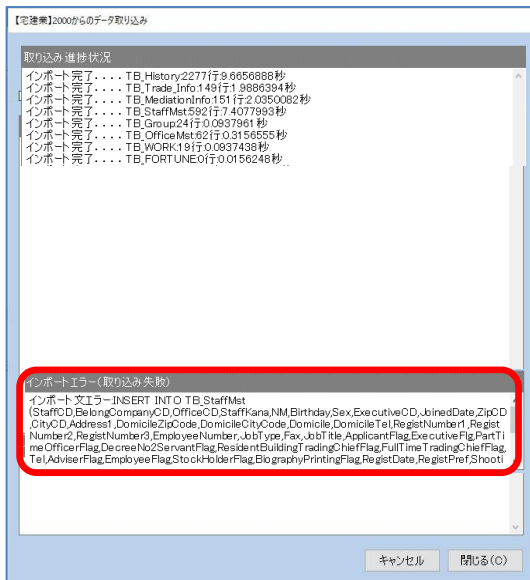 【宅建業】2000からのデータ取り込み
取り込み進捗状況
インポート完了....TB_History:2277行:9.6656888秒
インポート完了....TB_Trade_Info:149行:1.9886394秒
インポート完了....TB_MediationInfo:151行:2.0350082秒
インポート完了....TB_StaffMst:592行:7.4077993秒
インポート完了....TB_Group:24行:0.0937961秒
インポート完了....TB_OfficeMst:62行:0.3156555秒
インポート完了....TB_WORK:19行:0.0937438秒
インポート完了....TB_FORTUNE:0行:0.0156248秒
インポートエラー(取り込み失敗)
インポート文エラー:INSERT INTO TB_StaffMst
(StaffCD,BelongCompanyCD,OfficeCD,StaffKana,NM,Birthday,Sex,ExecutiveCD,JoinedDate,ZipCD
,CityCD,Address1,DomicileZipCode,DomicileCityCode,Domicile,DomicileTel,RegistNumber1,Regist
Number2,RegistNumber3,EmployeeNumber,JobType,Fax,JobTitle,ApplicantFlag,ExecutiveFlg,PartTi
meOfficerFlag,DecreeNo2ServantFlag,ResidentBuildingTradingChiefFlag,FullTimeTradingChiefFlag,
Tel,AdviserFlag,EmployeeFlag,StockHolderFlag,BiographyPrintingFlag,RegistDate,RegistPref,Shooti
キャンセル 閉じる(C)